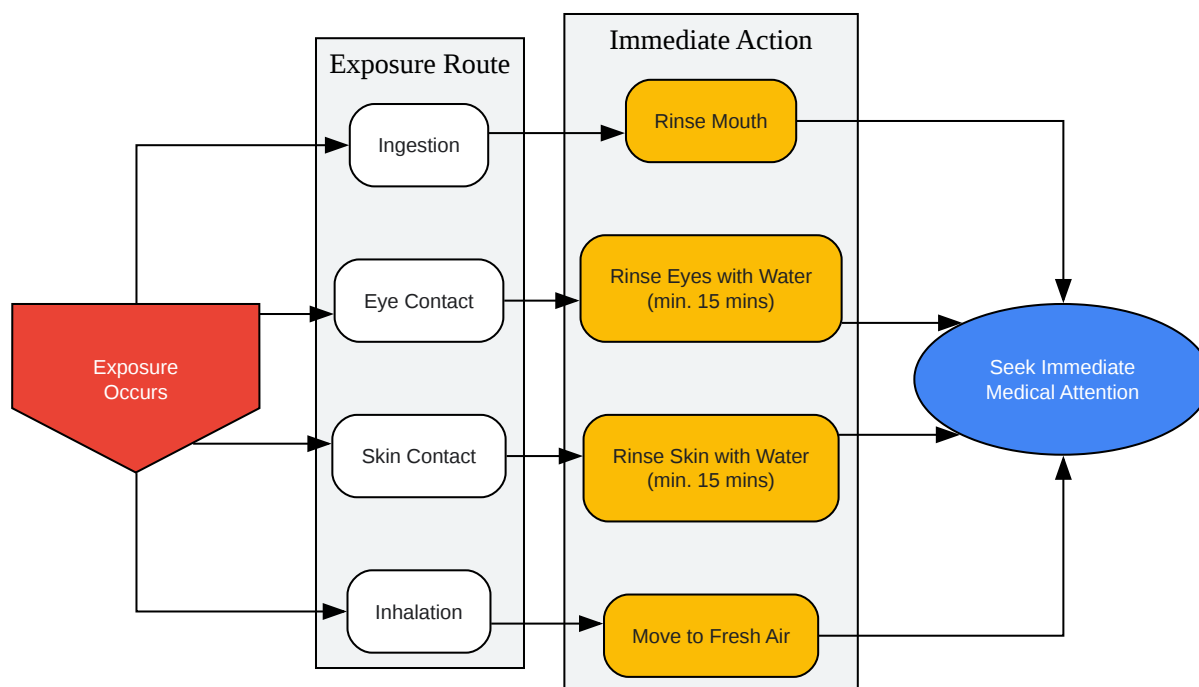 Immediate Action
Exposure Route
Ingestion
Rinse Mouth
Eye Contact
Rinse Eyes with Water
(min. 15 mins)
Exposure
Occurs
Seek Immediate
Medical Attention
Skin Contact
Rinse Skin with Water
(min. 15 mins)
Inhalation
Move to Fresh Air